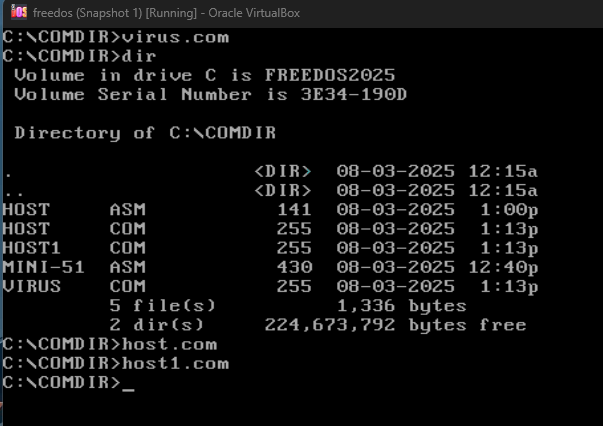 freedos (Snapshot 1) [Running] - Oracle VirtualBox
C:\COMDIR>virus.com
C:\COMDIR>dir
 Volume in drive C is FREEDOS2025
 Volume Serial Number is 3E34-190D
 Directory of C:\COMDIR
.                    <DIR>  08-03-2025 12:15a
..                   <DIR>  08-03-2025 12:15a
HOST     ASM           141  08-03-2025  1:00p
HOST     COM           255  08-03-2025  1:13p
HOST1    COM           255  08-03-2025  1:13p
MINI-51  ASM           430  08-03-2025 12:40p
VIRUS    COM           255  08-03-2025  1:13p
         5 file(s)          1,336 bytes
         2 dir(s)     224,673,792 bytes free
C:\COMDIR>host.com
C:\COMDIR>host1.com
C:\COMDIR>_